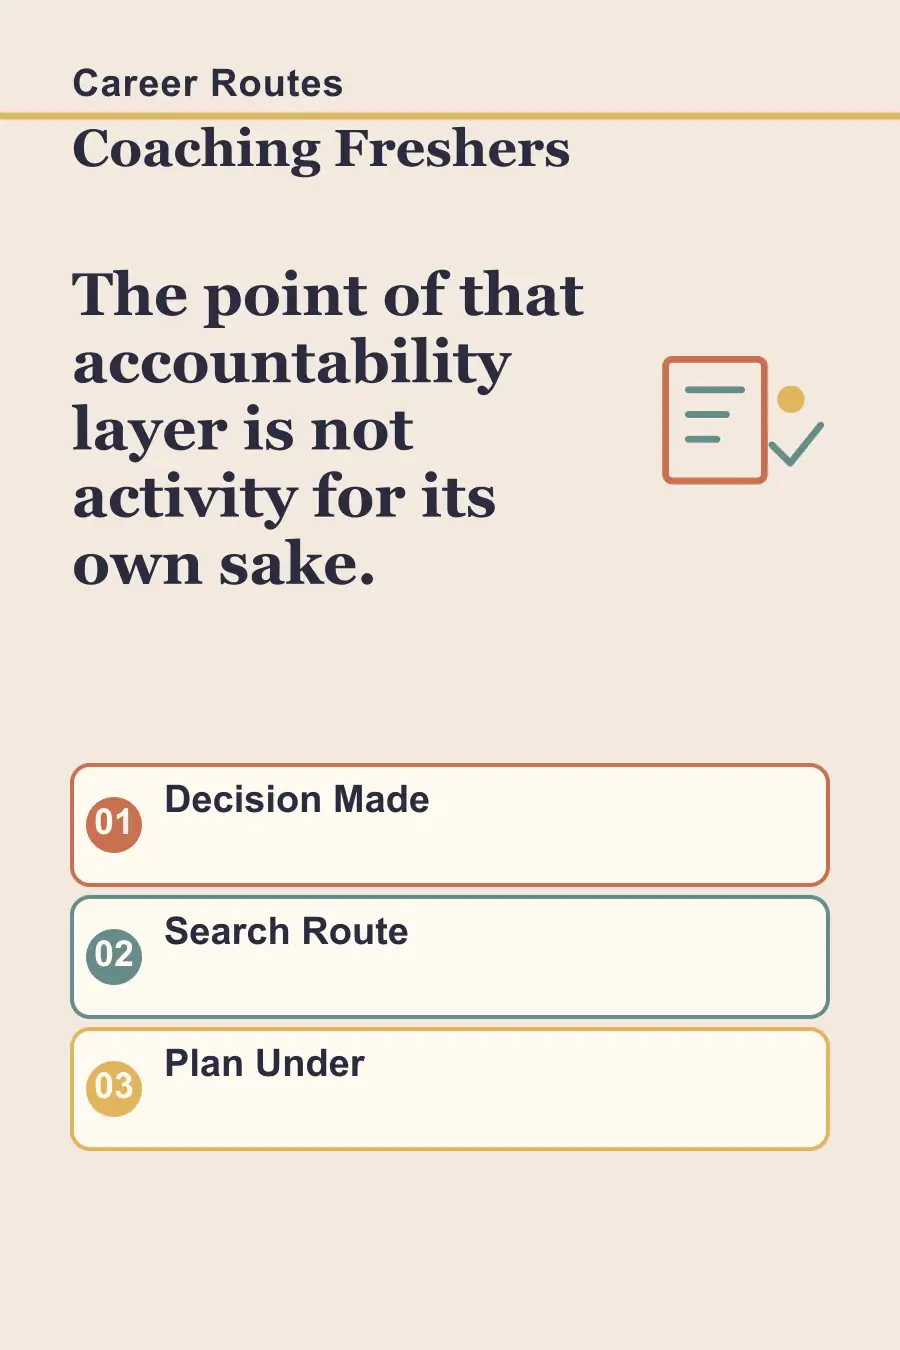 Career Routes
Coaching Freshers
The point of that
accountability
layer is not
activity for its
own sake.
01
Decision Made
02
Search Route
03
Plan Under